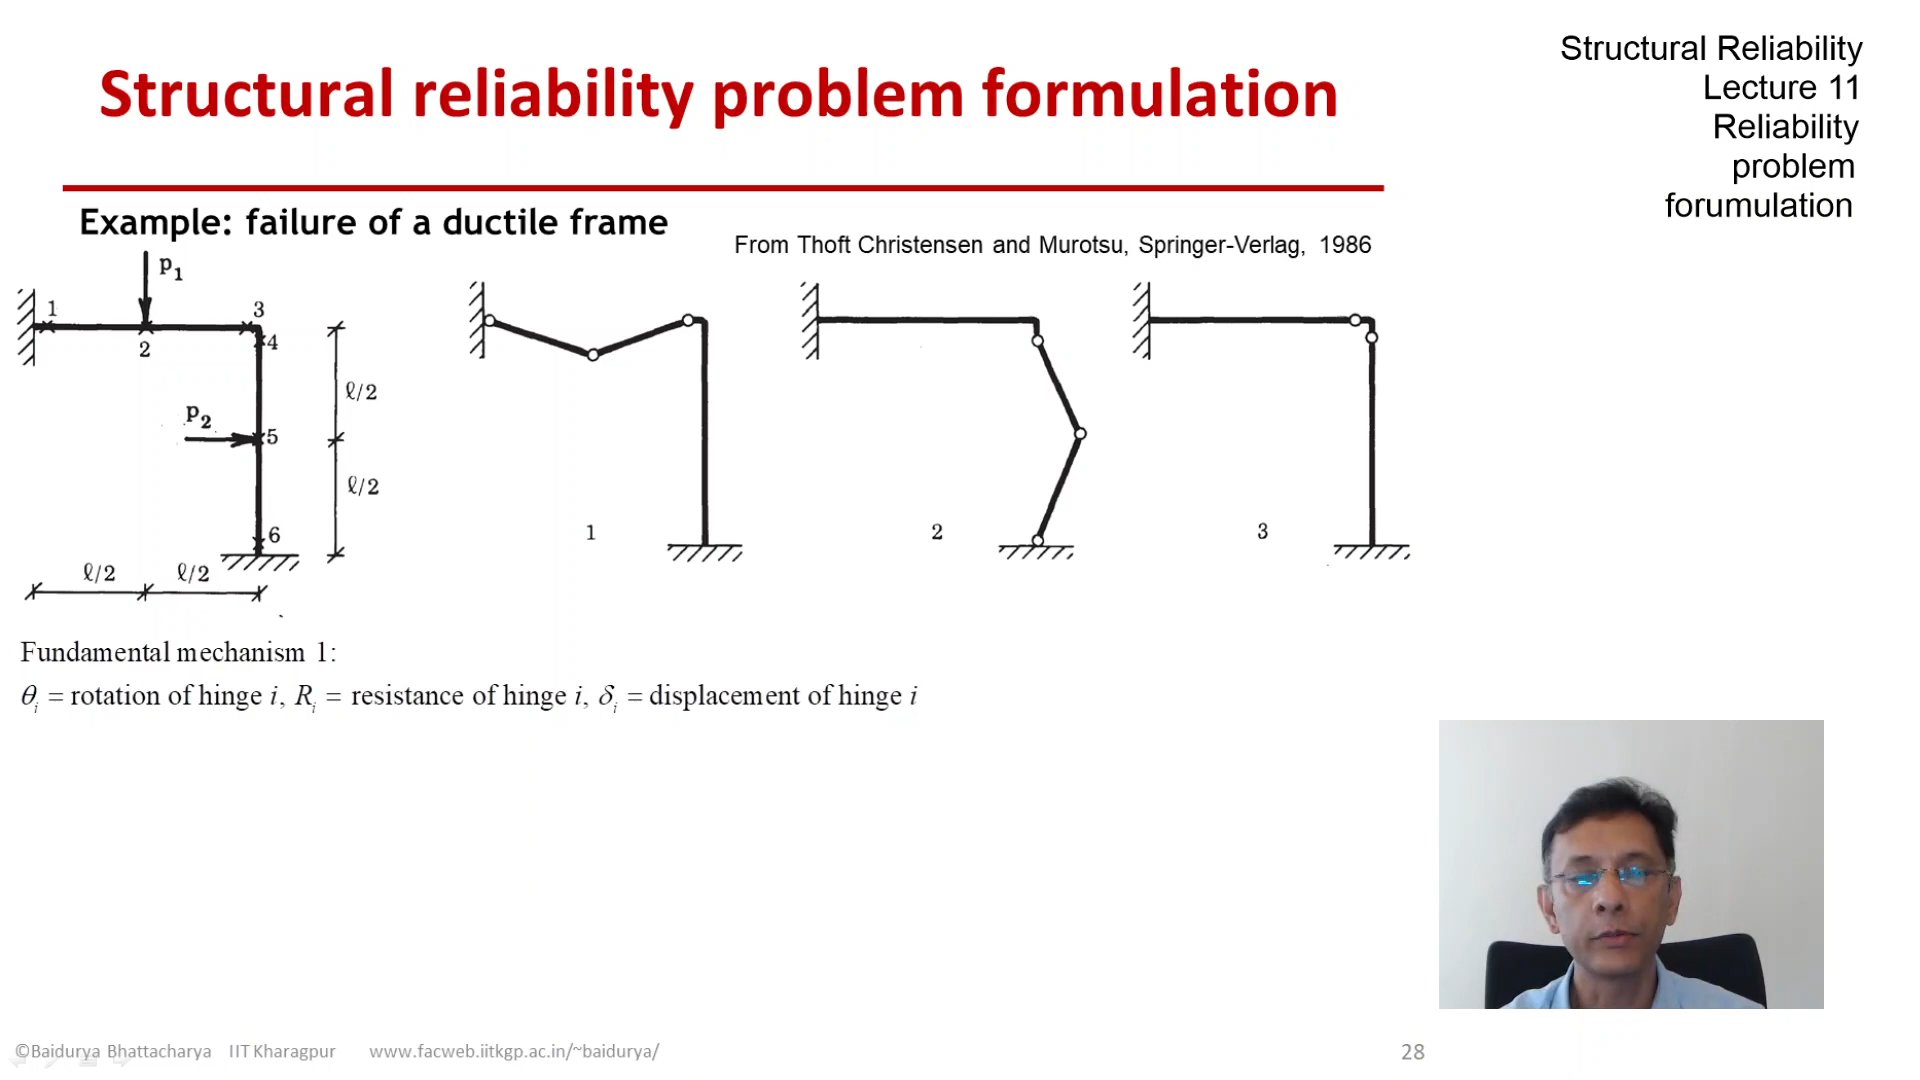 Structural reliability problem formulation
Structural Reliability
Lecture 11
Reliability
problem
forumulation
Example: failure of a ductile frame
From Thoft Christensen and Murotsu, Springer-Verlag, 1986
P1
1
3
2
4
ℓ/2
P2
5
ℓ/2
6
ℓ/2
ℓ/2
1
2
3
Fundamental mechanism 1:
θi = rotation of hinge i, Ri = resistance of hinge i, δi = displacement of hinge i
©Baidurya Bhattacharya IIT Kharagpur www.facweb.iitkgp.ac.in/~baidurya/
28